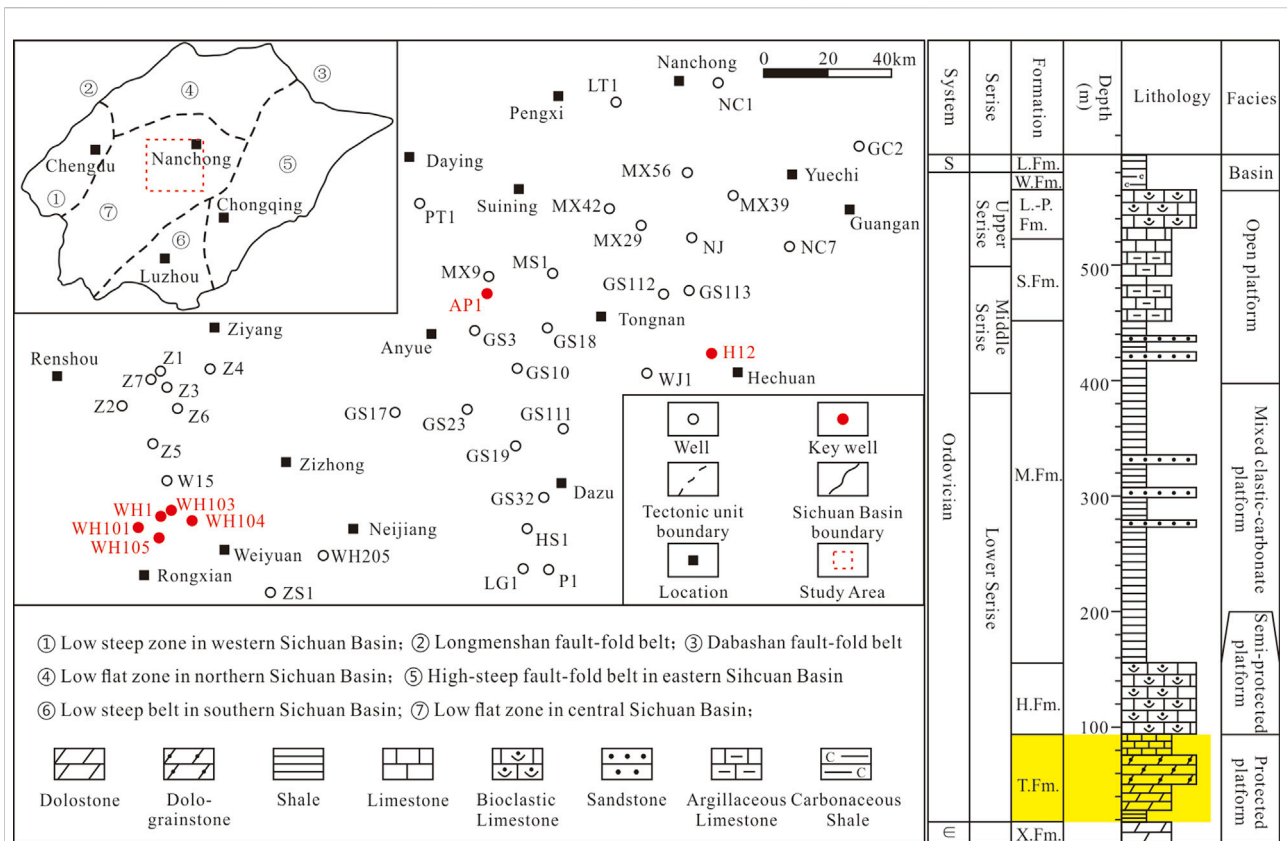 ②
③
④
Chengdu
Nanchong
⑤
①
⑦
Chongqing
⑥
Luzhou
0 20 40km
Nanchong
LT1
NC1
Pengxi
GC2
Daying
MX56
Yuechi
Suining
MX39
PT1
MX42
Guangan
MX29
NJ
NC7
MS1
MX9
GS112
GS113
AP1
Tongnan
Ziyang
Anyue
GS3
GS18
Renshou
Z1
H12
Z7
Z4
GS10
WJ1
Hechuan
Z3
Z2
Z6
GS17
GS23
GS111
Z5
GS19
Zizhong
W15
Dazu
GS32
WH1
WH103
WH101
WH104
WH105
Neijiang
HS1
Weiyuan
WH205
Rongxian
LG1
P1
ZS1
Well
Key well
Tectonic unit
boundary
Sichuan Basin
boundary
Location
Study Area
① Low steep zone in western Sichuan Basin; ② Longmenshan fault-fold belt; ③ Dabashan fault-fold belt
④ Low flat zone in northern Sichuan Basin; ⑤ High-steep fault-fold belt in eastern Sihcuan Basin
⑥ Low steep belt in southern Sichuan Basin; ⑦ Low flat zone in central Sichuan Basin;
C
C
Dolostone
Dolo-
grainstone
Shale
Limestone
Bioclastic
Limestone
Sandstone
Argillaceous
Limestone
Carbonaceous
Shale
System
Serise
Formation
Depth
(m)
Lithology
Facies
S
L.Fm.
Basin
W.Fm.
C
C
L.-P.
Fm.
Upper
Serise
500
S.Fm.
Open platform
Middle
Serise
400
Ordovician
M.Fm.
Mixed clastic-carbonate
platform
300
Lower Serise
200
Semi-protected
platform
H.Fm.
100
T.Fm.
Protected
platform
∈
X.Fm.